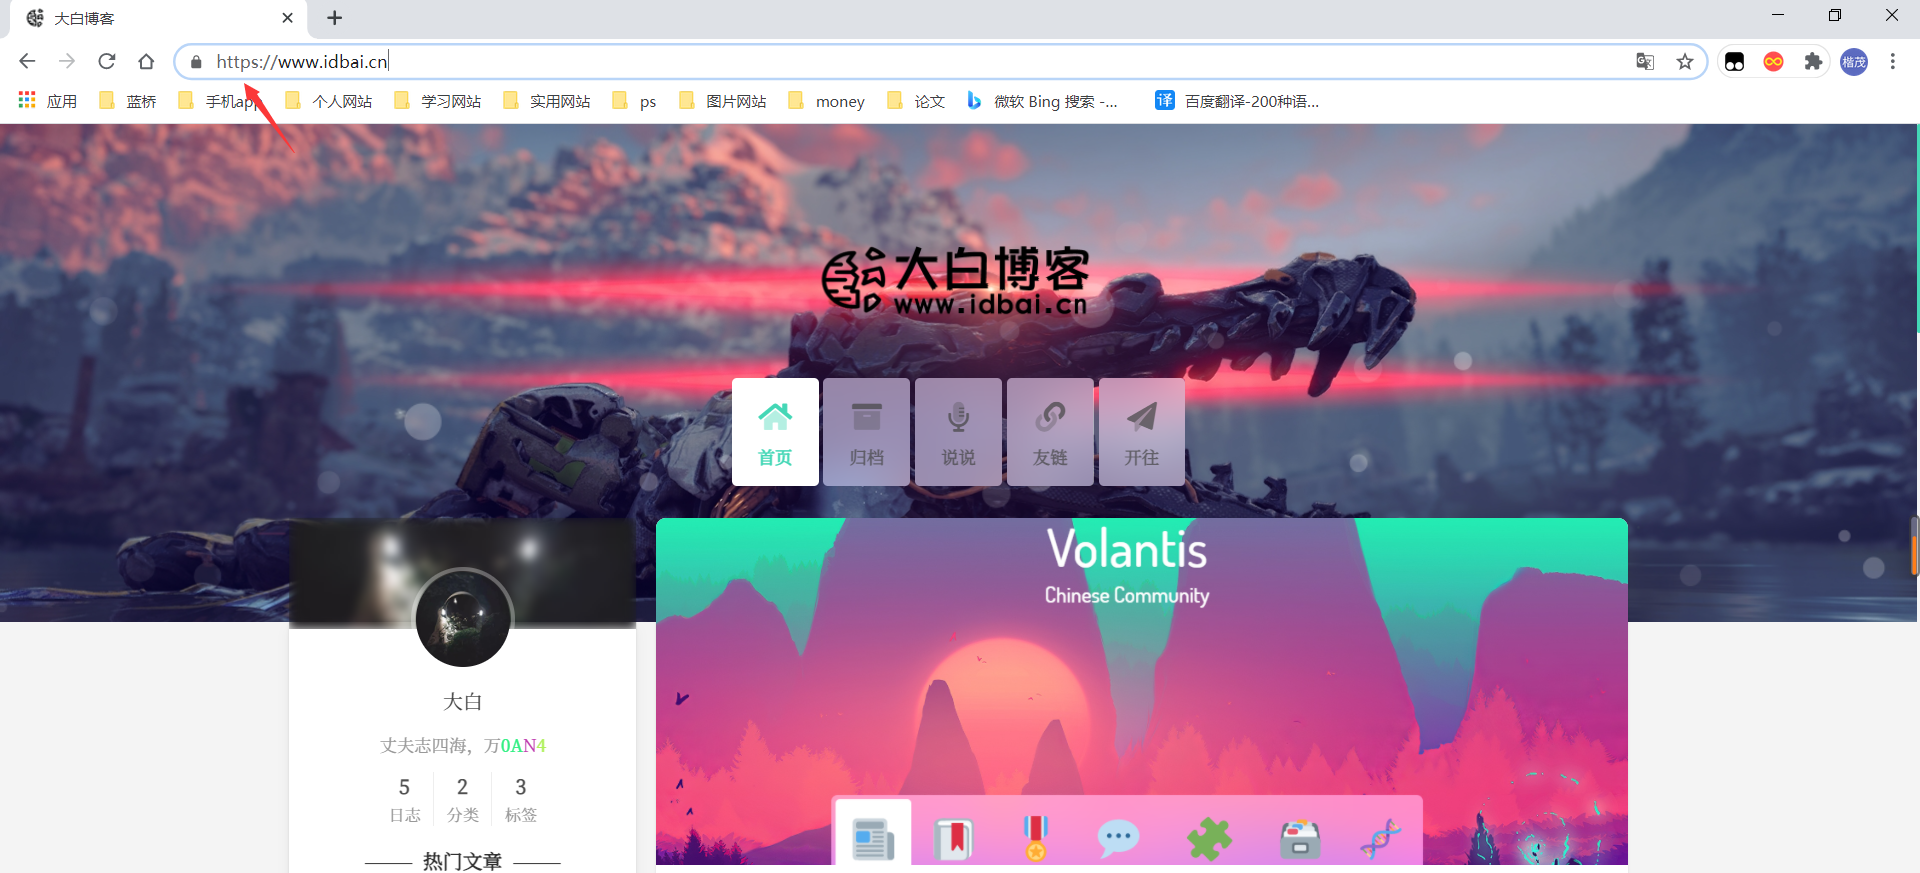 大白博客
https://www.idbai.cn
应用 蓝桥 手机app 个人网站 学习网站 实用网站 ps 图片网站 money 论文 微软 Bing 搜索 -... 百度翻译-200种语...
楷茂
译
大白博客
www.idbai.cn
首页 归档 说说 友链 开往
Volantis
Chinese Community
大白
丈夫志四海，万0AN4
5 2 3
日志 分类 标签
热门文章